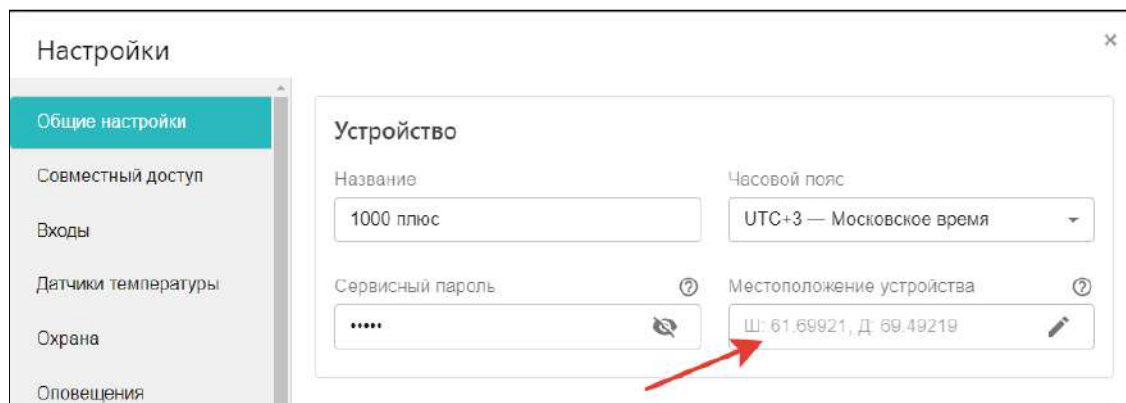 Настройки
Общие настройки
Совместный доступ
Входы
Датчики температуры
Охрана
Оповещения
Устройство
Название
1000 плюс
Часовой пояс
UTC+3 — Московское время
Сервисный пароль
•••••
Местоположение устройства
Ш: 61.69921, Д: 69.49219